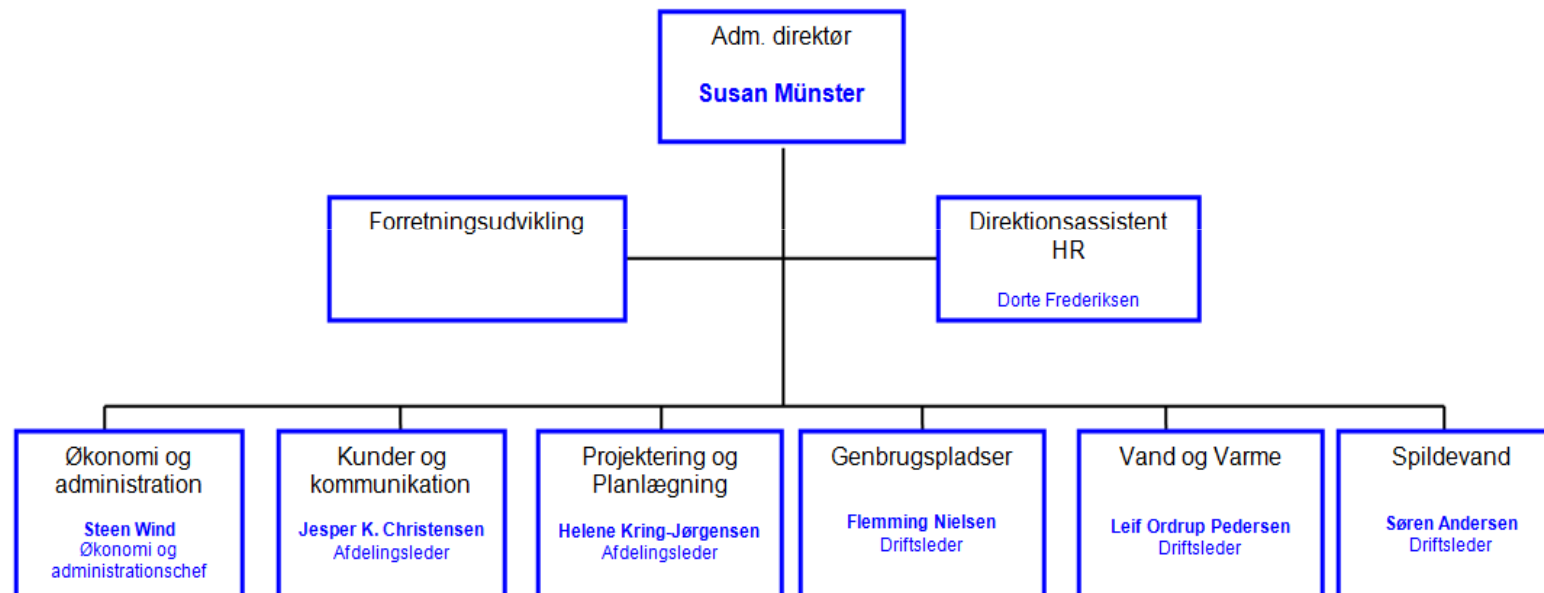 Adm. direktør
Susan Münster
Forretningsudvikling
Direktionsassistent
HR
Dorte Frederiksen
Økonomi og
administration
Steen Wind
Økonomi og
administrationschef
Kunder og
kommunikation
Jesper K. Christensen
Afdelingsleder
Projektering og
Planlægning
Helene Kring-Jørgensen
Afdelingsleder
Genbrugspladser
Flemming Nielsen
Driftsleder
Vand og Varme
Leif Ordrup Pedersen
Driftsleder
Spildevand
Søren Andersen
Driftsleder